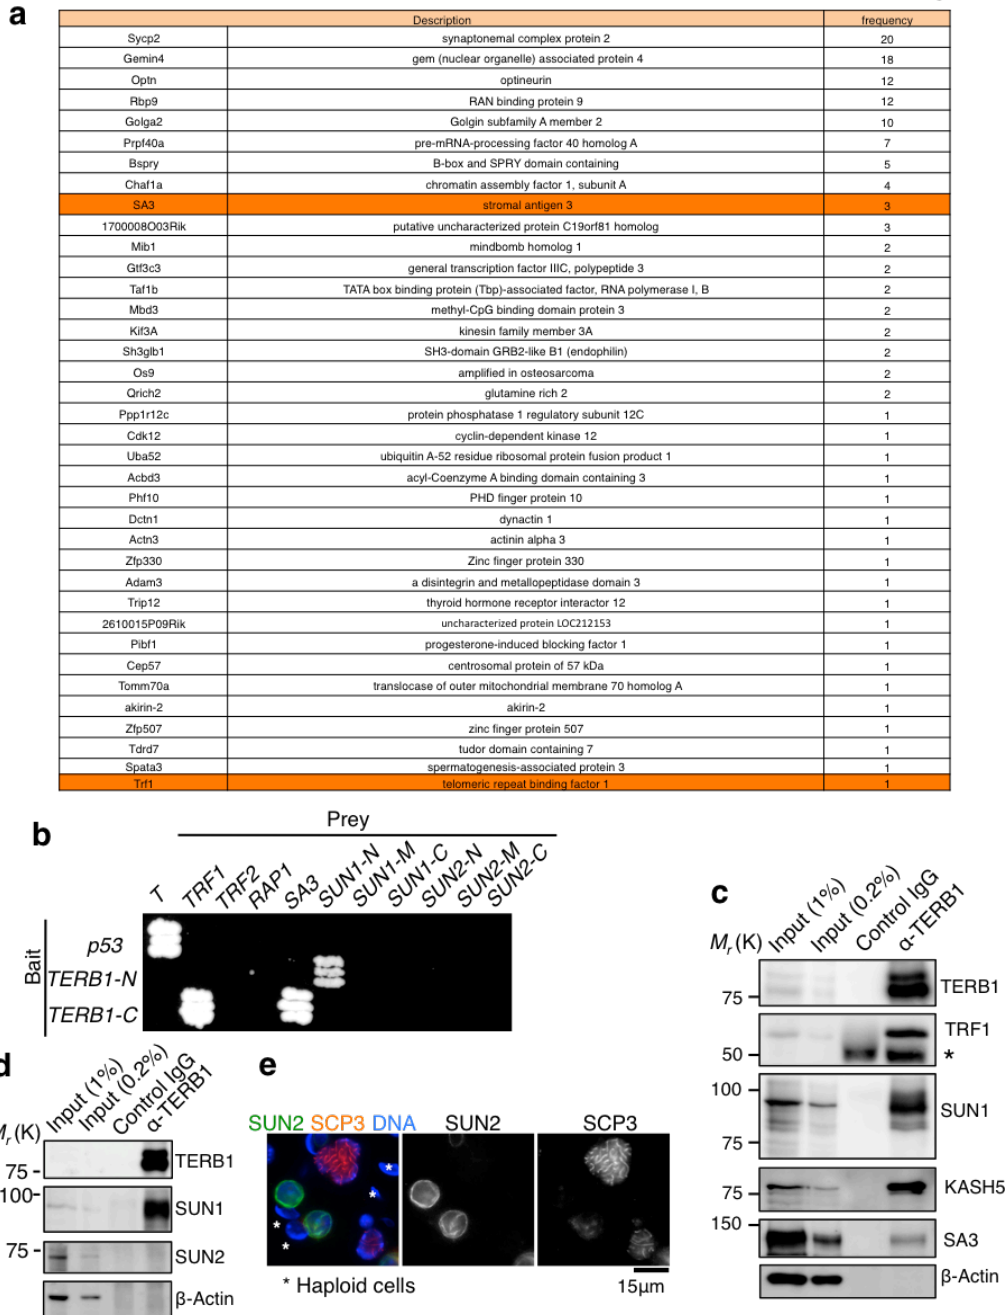 a
Description frequency
Sycp2 synaptonemal complex protein 2 20
Gemin4 gem (nuclear organelle) associated protein 4 18
Optn optineurin 12
Rbp9 RAN binding protein 9 12
Golga2 Golgin subfamily A member 2 10
Prpf40a pre-mRNA-processing factor 40 homolog A 7
Bspry B-box and SPRY domain containing 5
Chaf1a chromatin assembly factor 1, subunit A 4
SA3 stromal antigen 3 3
1700008O03Rik putative uncharacterized protein C19orf81 homolog 3
Mib1 mindbomb homolog 1 2
Gtf3c3 general transcription factor IIIC, polypeptide 3 2
Taf1b TATA box binding protein (Tbp)-associated factor, RNA polymerase I, B 2
Mbd3 methyl-CpG binding domain protein 3 2
Kif3A kinesin family member 3A 2
Sh3glb1 SH3-domain GRB2-like B1 (endophilin) 2
Os9 amplified in osteosarcoma 2
Qrich2 glutamine rich 2 2
Ppp1r12c protein phosphatase 1 regulatory subunit 12C 1
Cdk12 cyclin-dependent kinase 12 1
Uba52 ubiquitin A-52 residue ribosomal protein fusion product 1 1
Acbd3 acyl-Coenzyme A binding domain containing 3 1
Phf10 PHD finger protein 10 1
Dctn1 dynactin 1 1
Actn3 actinin alpha 3 1
Zfp330 Zinc finger protein 330 1
Adam3 a disintegrin and metallopeptidase domain 3 1
Trip12 thyroid hormone receptor interactor 12 1
2610015P09Rik uncharacterized protein LOC212153 1
Pibf1 progesterone-induced blocking factor 1 1
Cep57 centrosomal protein of 57 kDa 1
Tomm70a translocase of outer mitochondrial membrane 70 homolog A 1
akirin-2 akirin-2 1
Zfp507 zinc finger protein 507 1
Tdrd7 tudor domain containing 7 1
Spata3 spermatogenesis-associated protein 3 1
Trf1 telomeric repeat binding factor 1 1
b
Prey
T TRF1 TRF2 RAP1 SA3 SUN1-N SUN1-M SUN1-C SUN2-N SUN2-M SUN2-C
Bait
p53
TERB1-N
TERB1-C
c
Mr (K) Input (1%) Input (0.2%) Control IgG α-TERB1
75 TERB1
TRF1
50 *
100 SUN1
75
75 KASH5
150 SA3
β-Actin
d
Mr (K) Input (1%) Input (0.2%) Control IgG α-TERB1
75 TERB1
100 SUN1
75 SUN2
β-Actin
e
SUN2 SCP3 DNA SUN2 SCP3
*
*
*
*
* Haploid cells 15μm